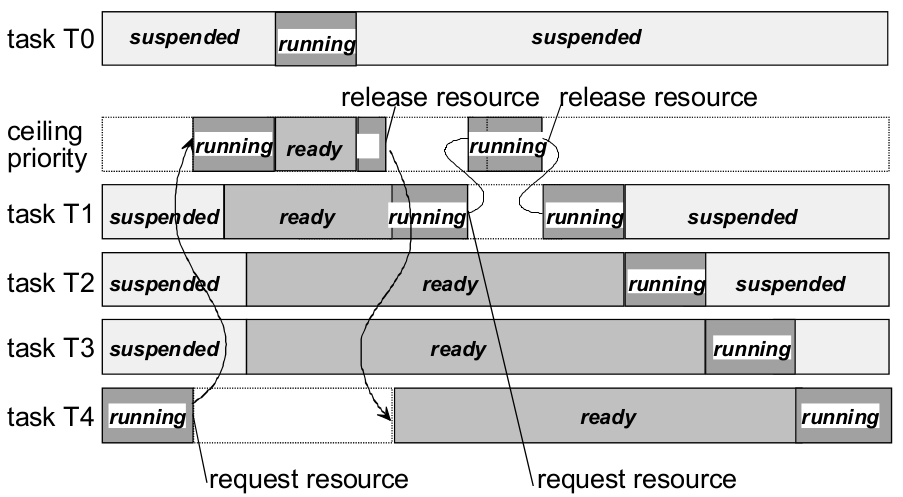 task T0 suspended running suspended
release resource release resource
ceiling
priority running ready running
task T1 suspended ready running running suspended
task T2 suspended ready running suspended
task T3 suspended ready running
task T4 running ready running
request resource request resource